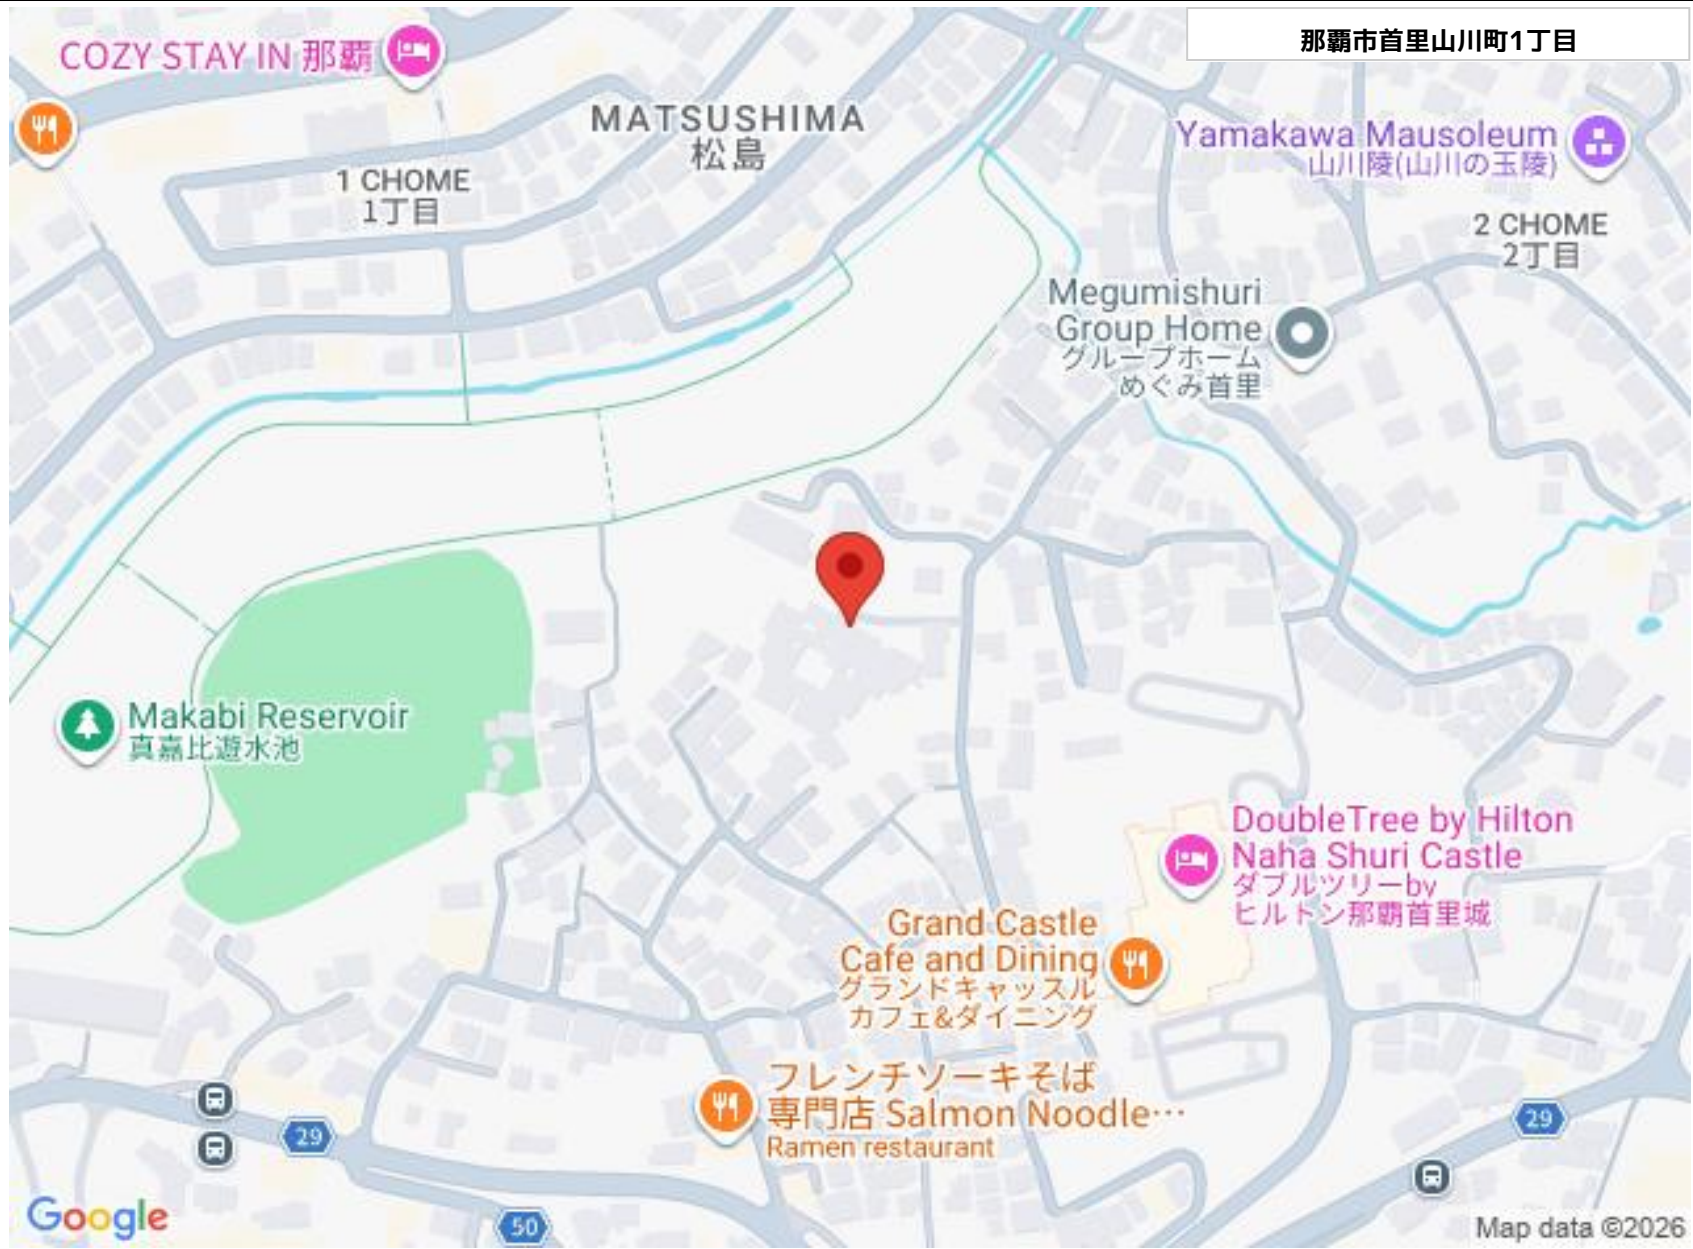 那覇市首里山川町1丁目
COZY STAY IN 那覇
MATSUSHIMA
松島
1 CHOME
1丁目
Yamakawa Mausoleum
山川陵(山川の玉陵)
2 CHOME
2丁目
Megumishuri
Group Home
グループホーム
めぐみ首里
Makabi Reservoir
真嘉比遊水池
DoubleTree by Hilton
Naha Shuri Castle
ダブルツリーby
ヒルトン那覇首里城
Grand Castle
Cafe and Dining
グランドキャッスル
カフェ&ダイニング
フレンチソーキそば
専門店 Salmon Noodle…
Ramen restaurant
29
29
50
Google
Map data ©2026